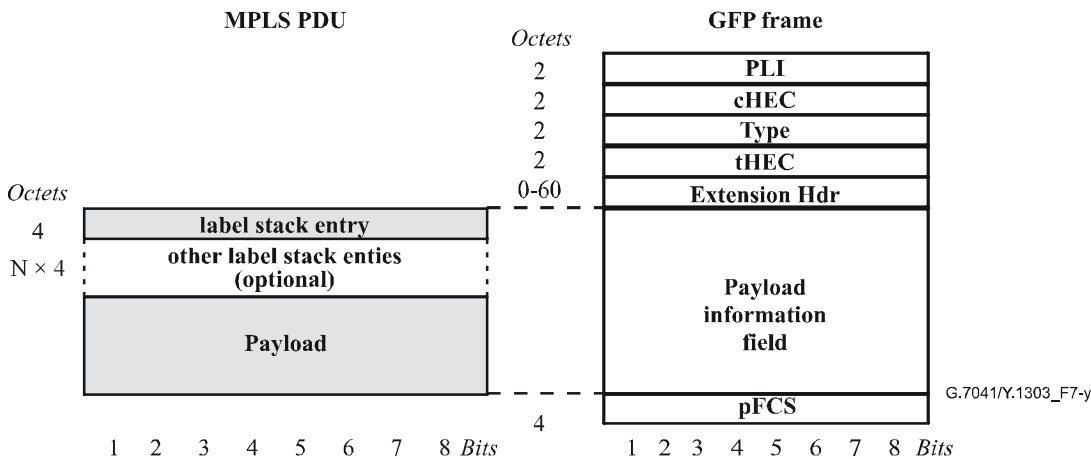 MPLS PDU
GFP frame
Octets
2
PLI
2
cHEC
2
Type
2
tHEC
0-60
Extension Hdr
Octets
4
label stack entry
N × 4
other label stack enties
(optional)
Payload
Payload
information
field
G.7041/Y.1303_F7-y
4
pFCS
1 2 3 4 5 6 7 8 Bits
1 2 3 4 5 6 7 8 Bits